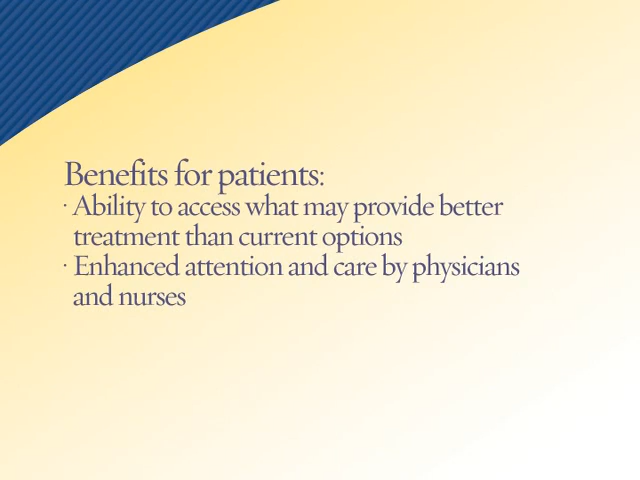 Benefits for patients:
· Ability to access what may provide better
treatment than current options
· Enhanced attention and care by physicians
and nurses